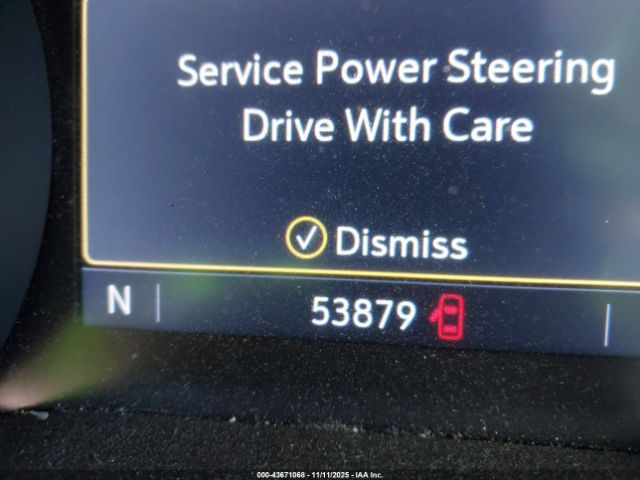 Service Power Steering
Drive With Care
Dismiss
N
53879
000-43671068 - 11/11/2025 - IAA Inc.